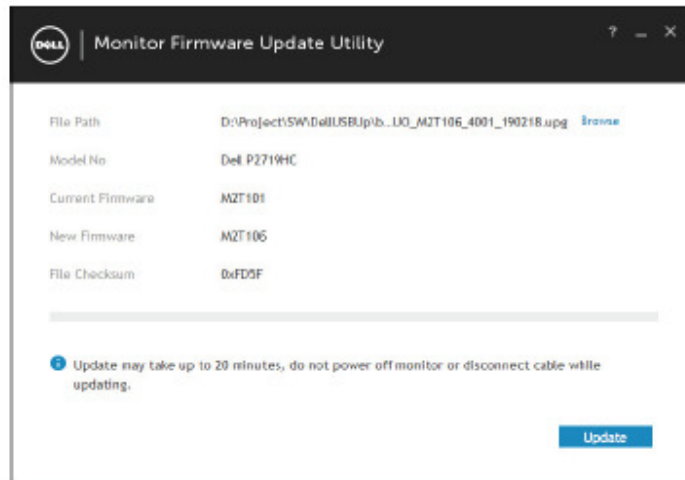 DELL | Monitor Firmware Update Utility ? – ×
File Path D:\Project\SW\DellUSBUp\b...UO_M2T106_4001_190218.upg Browse
Model No Dell P2719HC
Current Firmware M2T101
New Firmware M2T106
File Checksum 0xFD5F
Update may take up to 20 minutes, do not power off monitor or disconnect cable while
updating.
Update